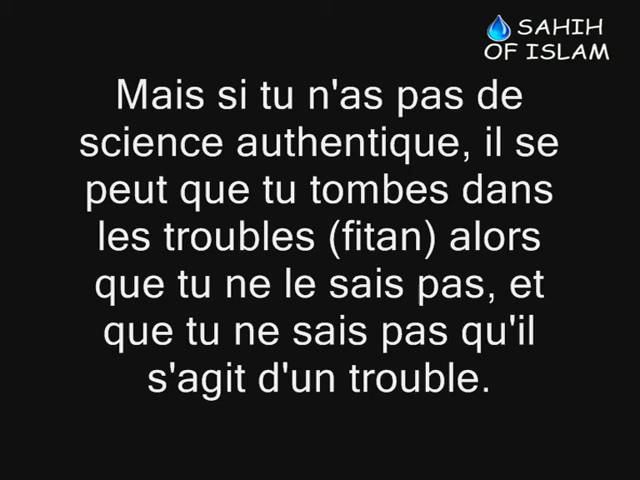 SAHIH
OF ISLAM
Mais si tu n'as pas de
science authentique, il se
peut que tu tombes dans
les troubles (fitan) alors
que tu ne le sais pas, et
que tu ne sais pas qu'il
s'agit d'un trouble.